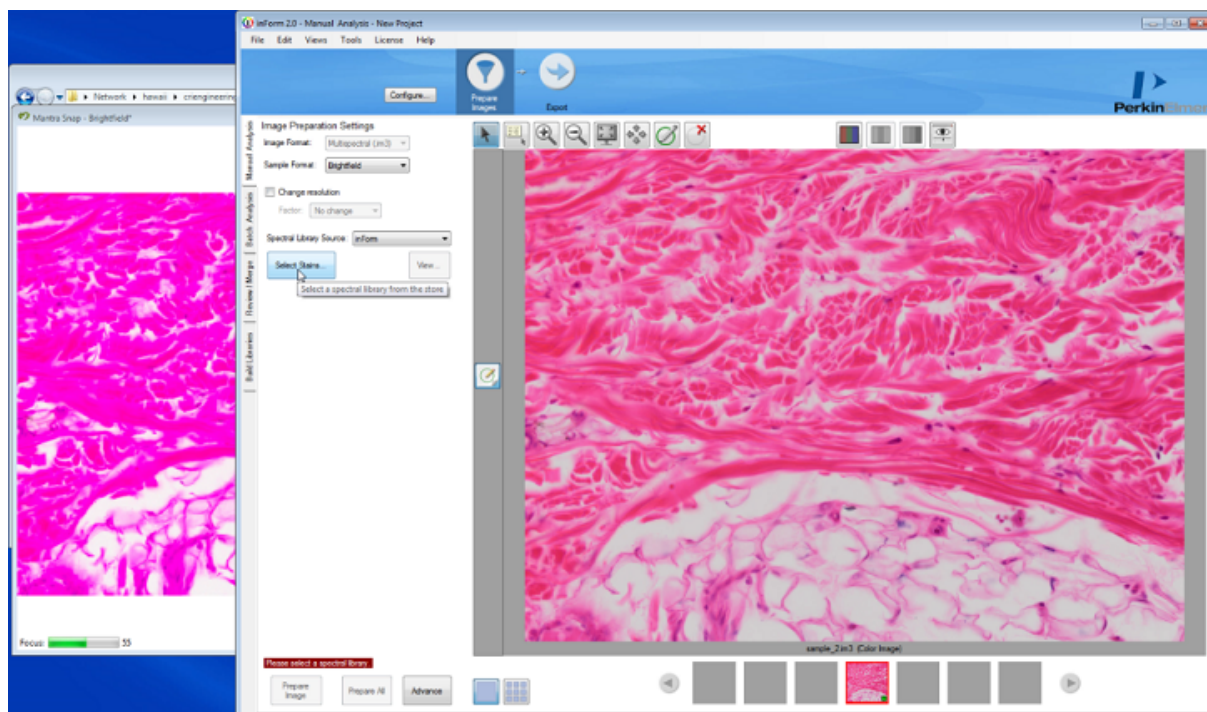 inForm 2.0 - Manual Analysis - New Project
File Edit Views Tools License Help
Network hawaii criengineering
Configure...
Prepare Images
Export
PerkinElmer
Mantra Snap - Brightfield*
Manual Analysis
Batch Analysis
Review / Merge
Build Libraries
Image Preparation Settings
Image Format: Multispectral (.im3)
Sample Format: Brightfield
Change resolution
Factor: No change
Spectral Library Source: inForm
Select Stains... View...
Select a spectral library from the store
Focus: 55
sample_2.im3 (Color Image)
Please select a spectral library
Prepare Image
Prepare All
Advance